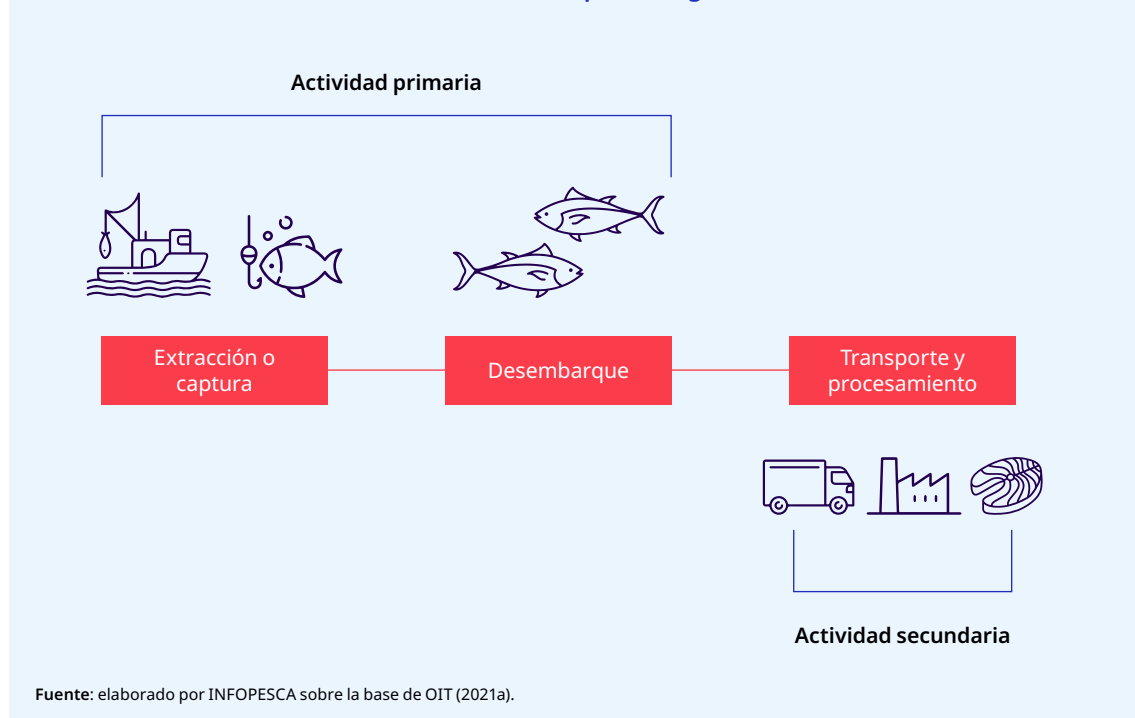 Actividad primaria
Extracción o
captura
Desembarque
Transporte y
procesamiento
Actividad secundaria
Fuente: elaborado por INFOPESCA sobre la base de OIT (2021a).